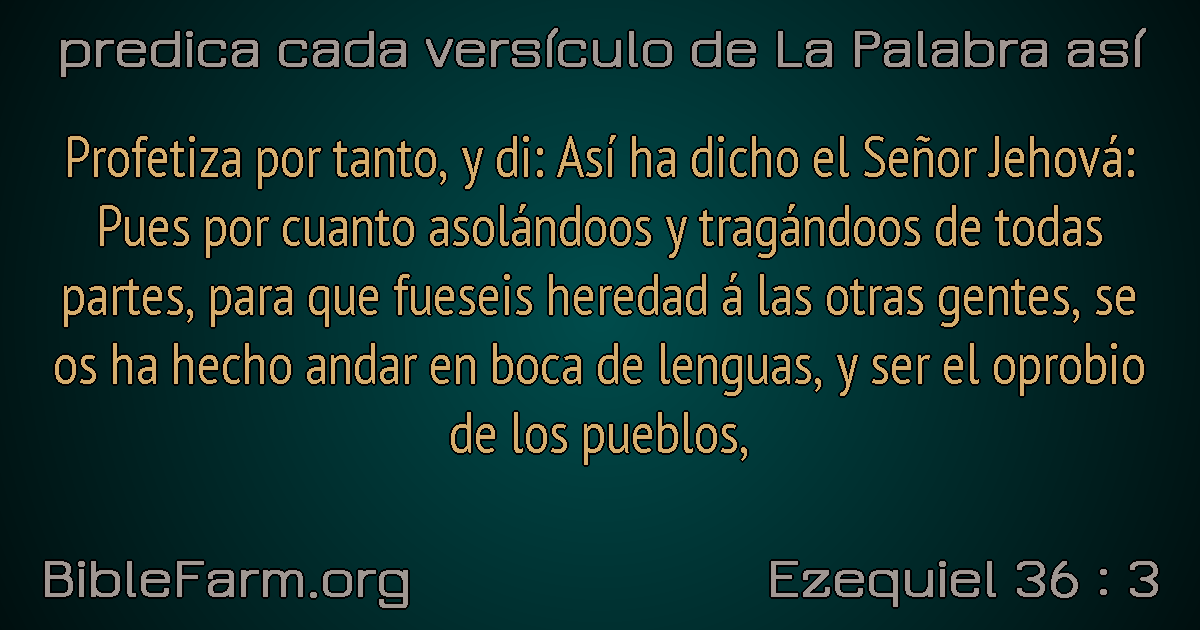 predica cada versículo de La Palabra así
Profetiza por tanto, y di: Así ha dicho el Señor Jehová:
Pues por cuanto asolándoos y tragándoos de todas
partes, para que fueseis heredad á las otras gentes, se
os ha hecho andar en boca de lenguas, y ser el oprobio
de los pueblos,
BibleFarm.org
Ezequiel 36 : 3